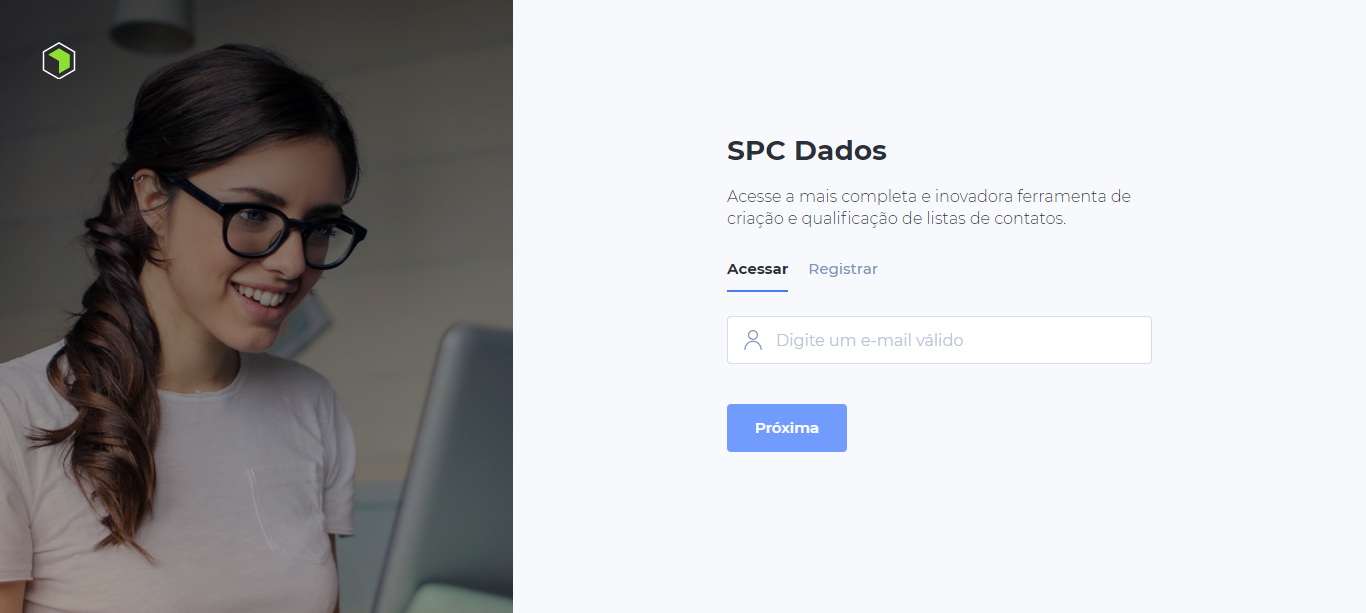 SPC Dados
Acesse a mais completa e inovadora ferramenta de
criação e qualificação de listas de contatos.
Acessar Registrar
Digite um e-mail válido
Próxima